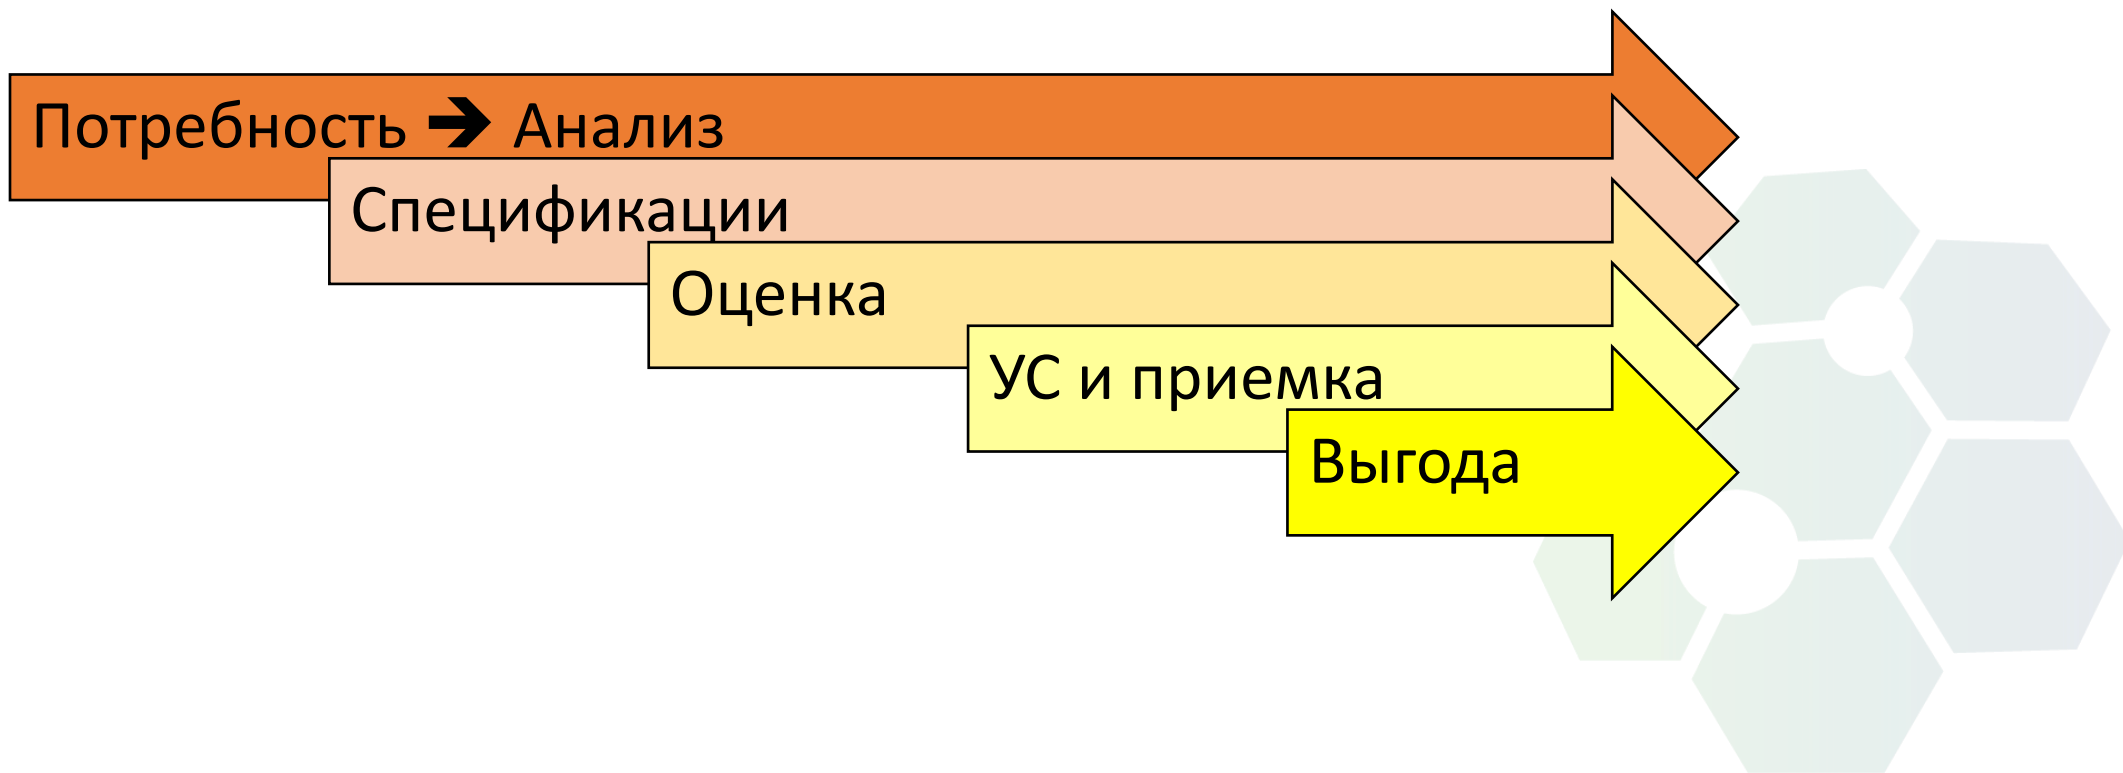 Потребность 🡺 Анализ
Спецификации
Оценка
УС и приемка
Выгода